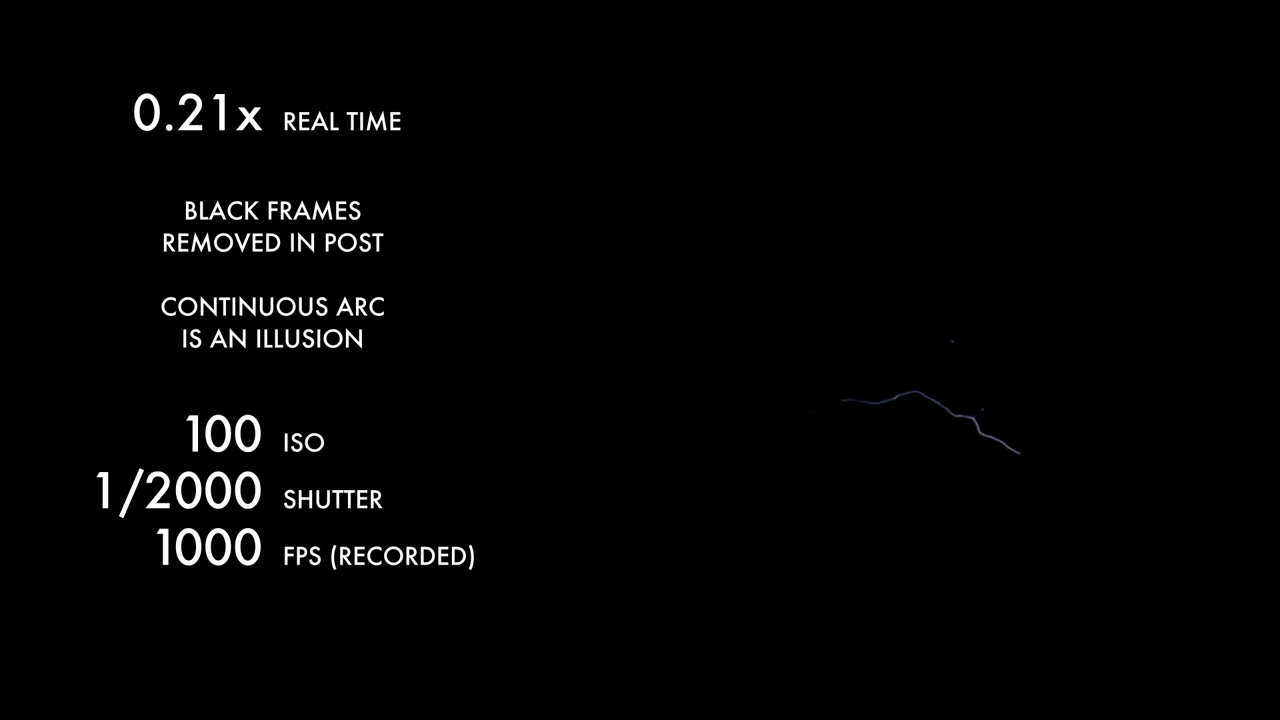 0.21x REAL TIME
BLACK FRAMES
REMOVED IN POST
CONTINUOUS ARC
IS AN ILLUSION
100 ISO
1/2000 SHUTTER
1000 FPS (RECORDED)